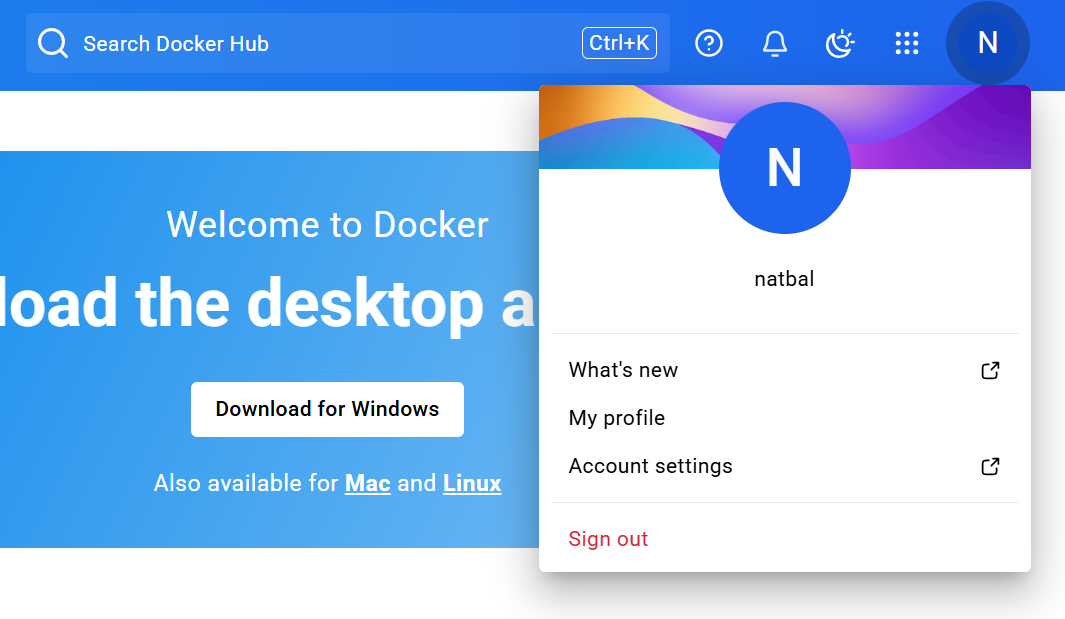 Search Docker Hub
Ctrl+K
N
N
natbal
What's new
My profile
Account settings
Sign out
Welcome to Docker
load the desktop a
Download for Windows
Also available for Mac and Linux